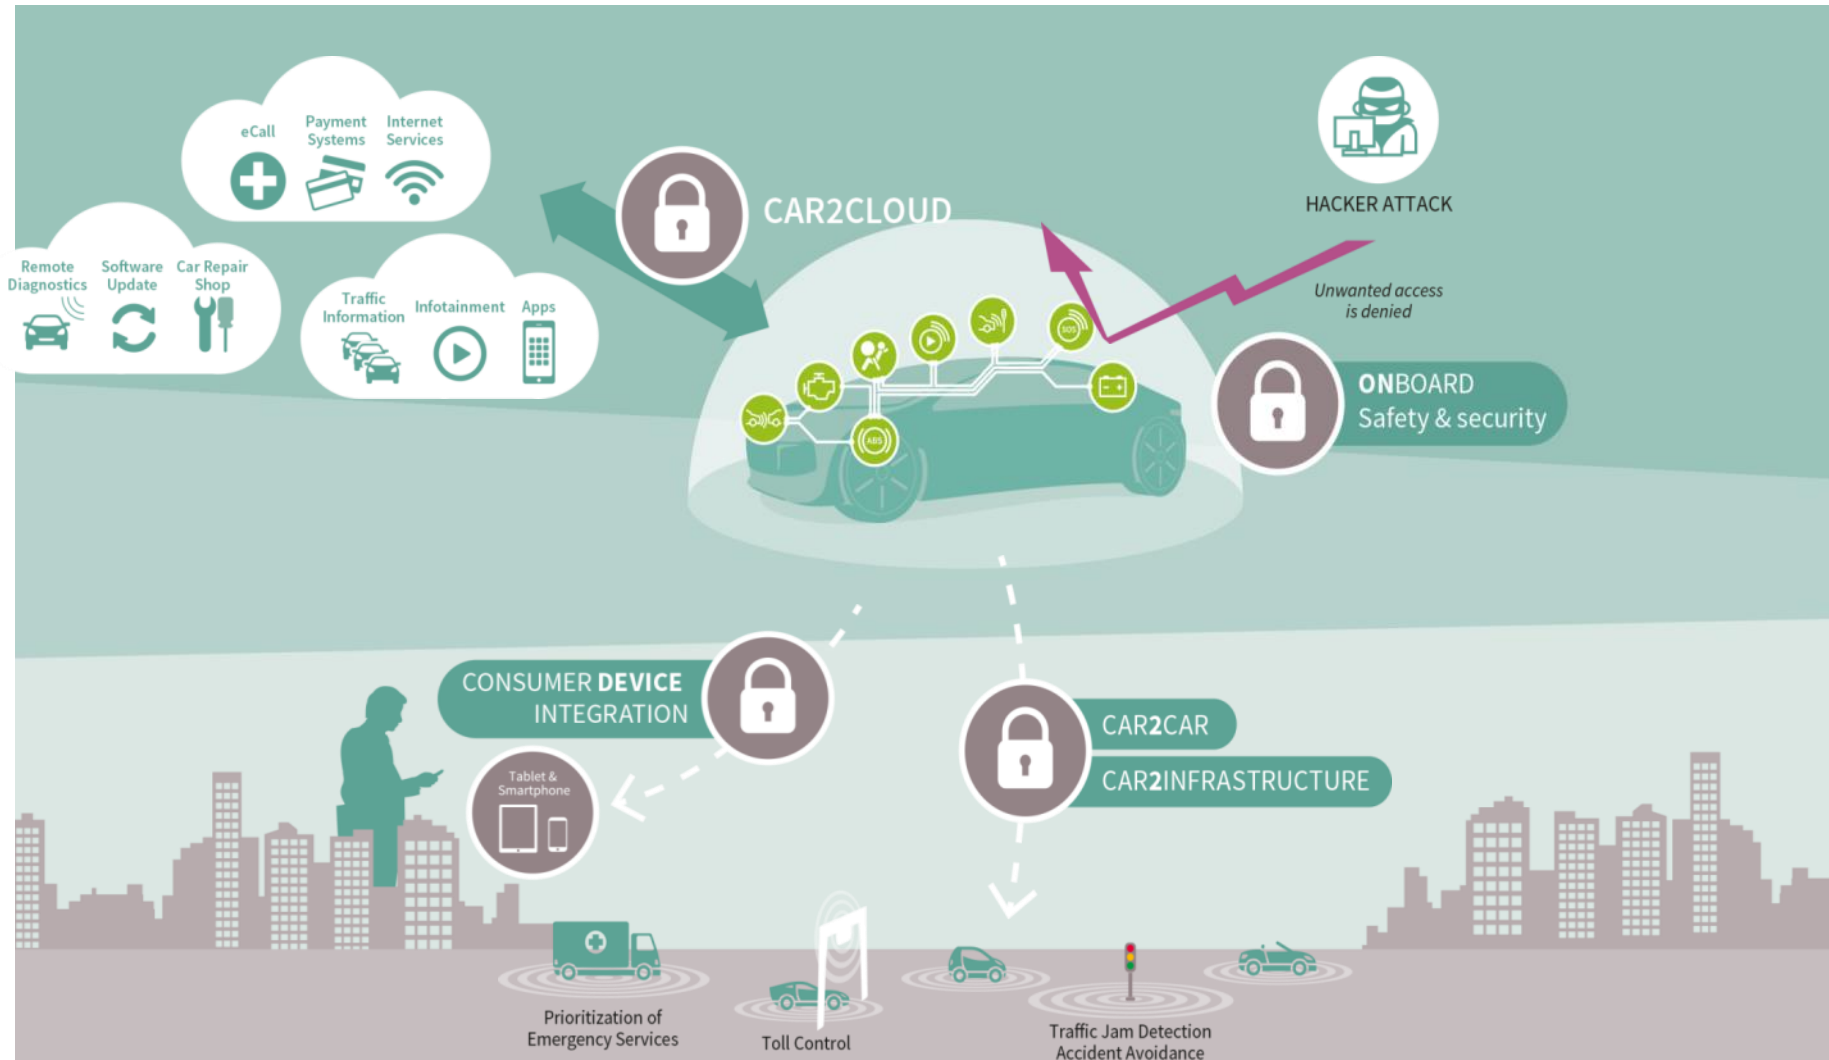 eCall
Payment
Systems
Internet
Services
Remote
Diagnostics
Software
Update
Car Repair
Shop
Traffic
Information
Infotainment
Apps
CAR2CLOUD
HACKER ATTACK
Unwanted access
is denied
SOS
ABS
ONBOARD
Safety & security
CONSUMER DEVICE
INTEGRATION
Tablet &
Smartphone
CAR2CAR
CAR2INFRASTRUCTURE
Prioritization of
Emergency Services
Toll Control
Traffic Jam Detection
Accident Avoidance